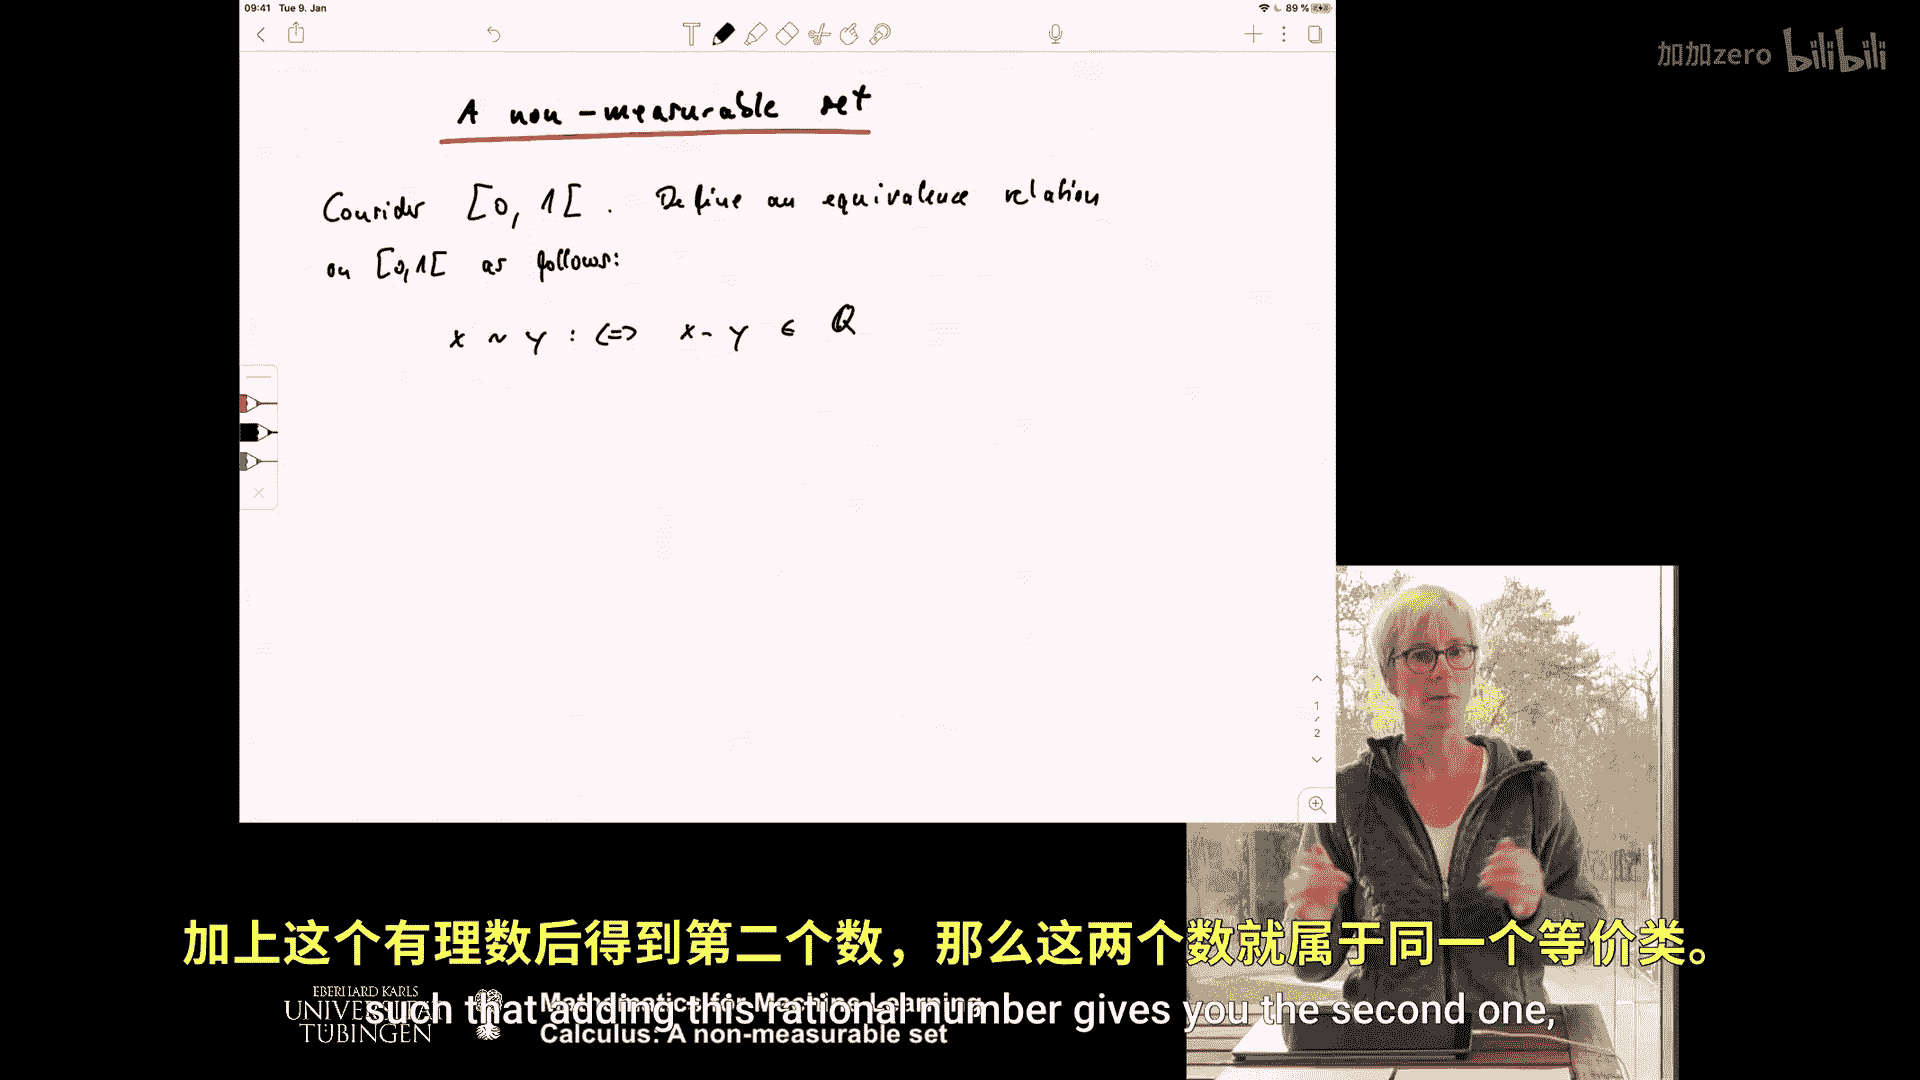 09:41 Tue 9. Jan
89 %
加加zero bilibili
A non-measurable set
Consider [0, 1[ . Define an equivalence relation
on [0,1[ as follows:
x ~ y :<=> x - y ∈ ℚ
1
/
2
加上这个有理数后得到第二个数，那么这两个数就属于同一个等价类。
EBERHARD KARLS
UNIVERSITÄT
TÜBINGEN
Mathematics for Machine Learning
such that adding this rational number gives you the second one,
Calculus: A non-measurable set